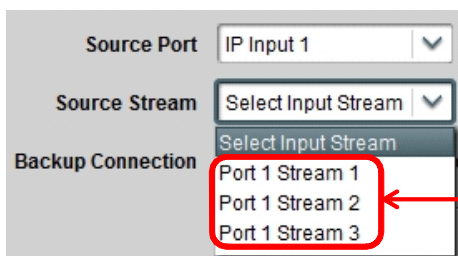 Source Port IP Input 1
Source Stream Select Input Stream
Select Input Stream
Backup Connection
Port 1 Stream 1
Port 1 Stream 2
Port 1 Stream 3